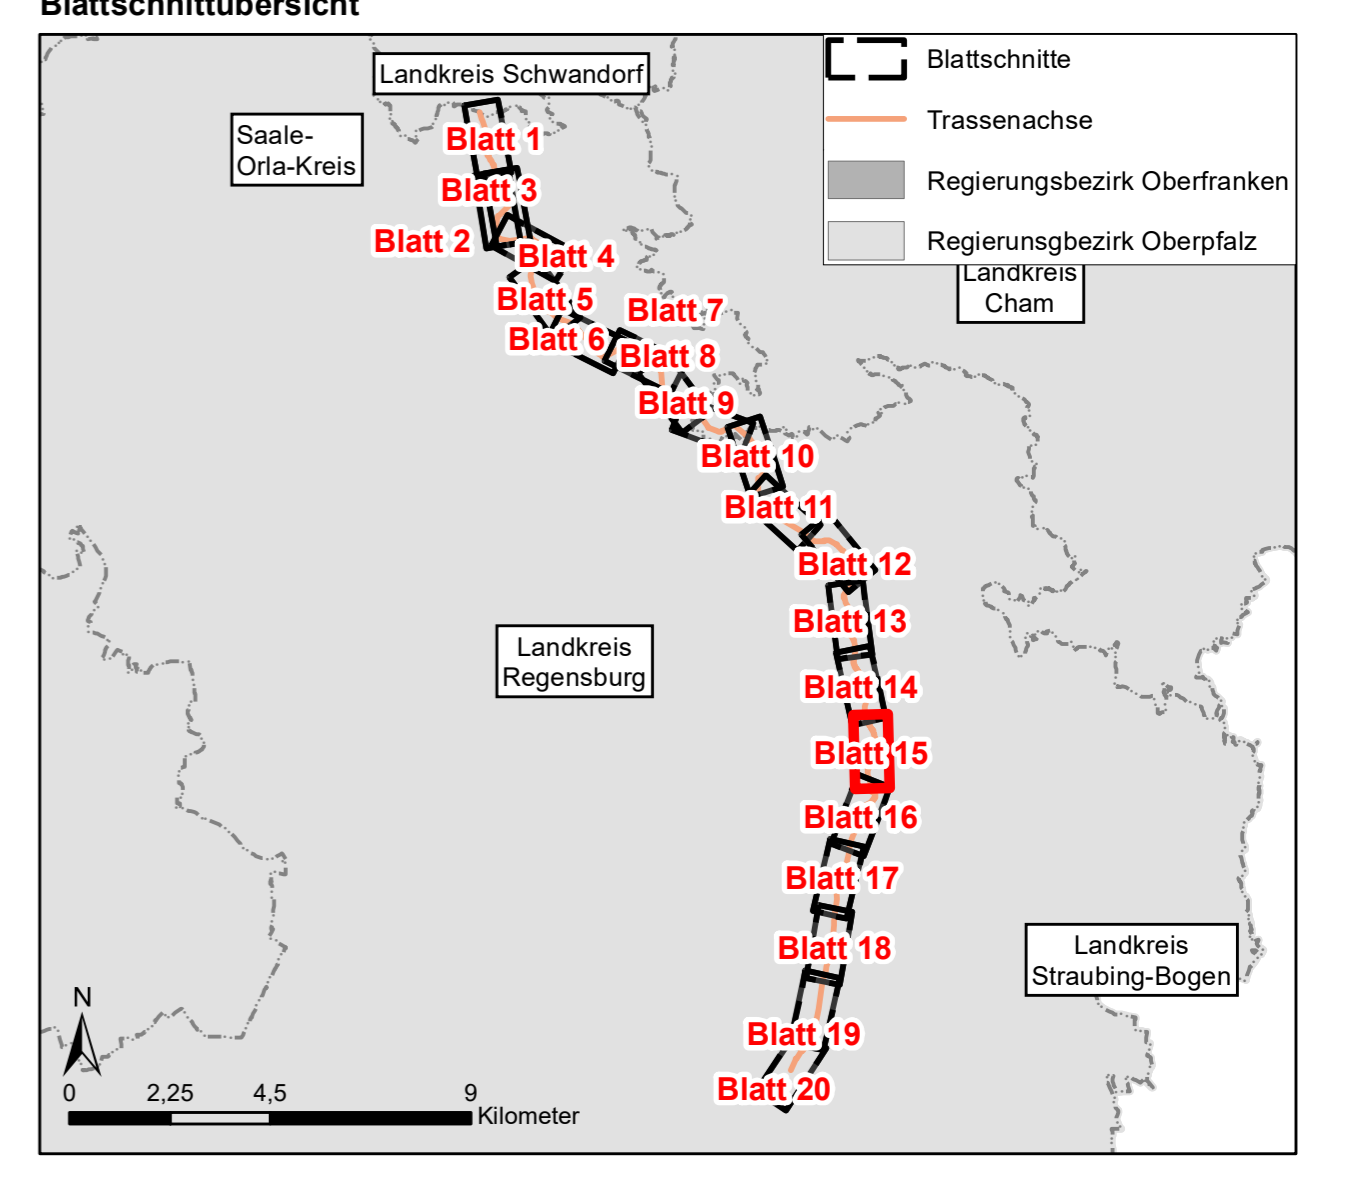 Blattschnittübersicht
Landkreis Schwandorf
Saale-
Orla-Kreis
Blattschnitte
Trassenachse
Regierungsbezirk Oberfranken
Regierunsgbezirk Oberpfalz
Landkreis
Cham
Blatt 1
Blatt 3
Blatt 2
Blatt 4
Blatt 5
Blatt 7
Blatt 6
Blatt 8
Blatt 9
Blatt 10
Blatt 11
Blatt 12
Blatt 13
Landkreis
Regensburg
Blatt 14
Blatt 15
Blatt 16
Blatt 17
Blatt 18
Landkreis
Straubing-Bogen
Blatt 19
Blatt 20
N
0 2,25 4,5 9
Kilometer